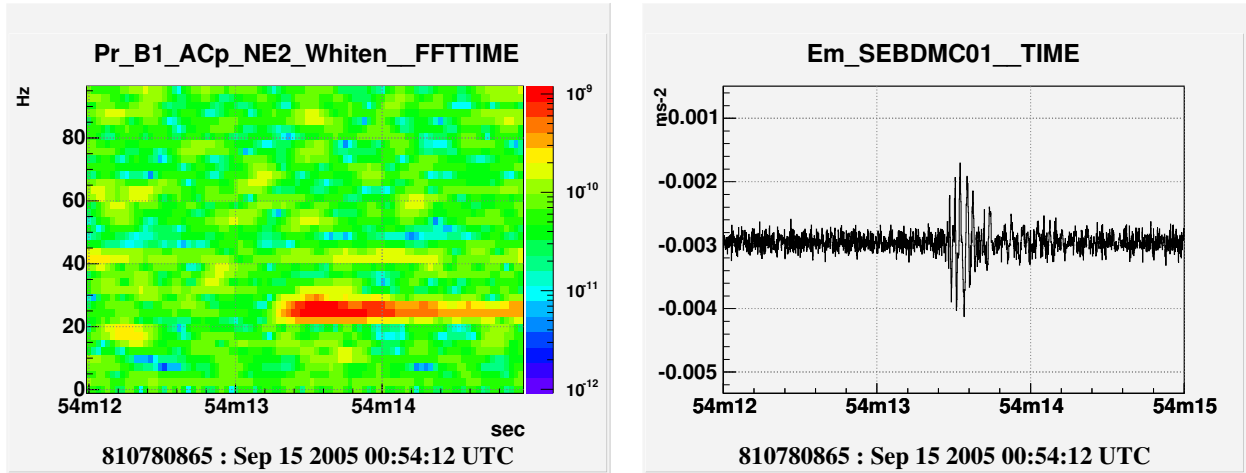 Pr_B1_ACp_NE2_Whiten__FFTTIME
Hz
80
60
40
20
0
54m12 54m13 54m14
sec
10-9
10-10
10-11
10-12
810780865 : Sep 15 2005 00:54:12 UTC
Em_SEBDMC01__TIME
ms-2
-0.001
-0.002
-0.003
-0.004
-0.005
54m12 54m13 54m14 54m15
810780865 : Sep 15 2005 00:54:12 UTC